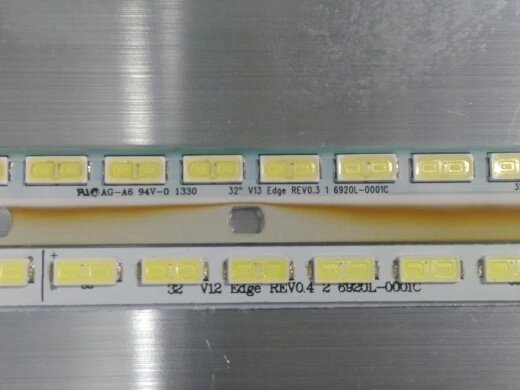 AG-A6 94V-0 1330 32" V13 Edge REV0.3 1 6920L-0001C
32 V12 Edge REV0.4 2 6920L-0001C